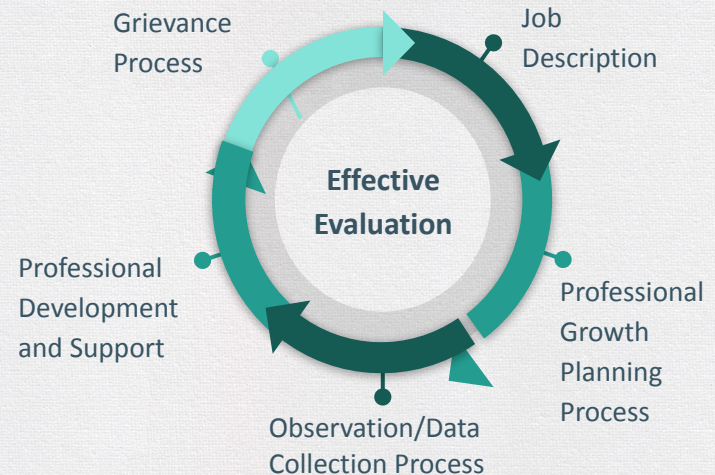 Grievance
Process
Job
Description
Effective
Evaluation
Professional
Development
and Support
Professional
Growth
Planning
Process
Observation/Data
Collection Process